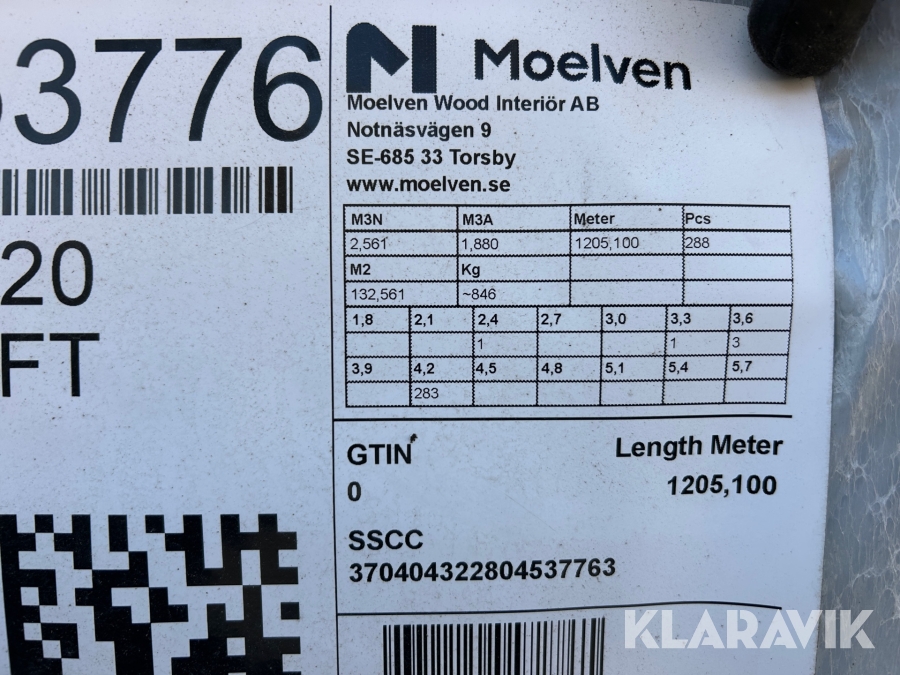 3776
20
FT
Moelven
Moelven Wood Interiör AB
Notnäsvägen 9
SE-685 33 Torsby
www.moelven.se
M3N M3A Meter Pcs
2,561 1,880 1205,100 288
M2 Kg
132,561 ~846
1,8 2,1 2,4 2,7 3,0 3,3 3,6
1 1 3
3,9 4,2 4,5 4,8 5,1 5,4 5,7
283
GTIN Length Meter
0 1205,100
SSCC
370404322804537763
KLARAVIK